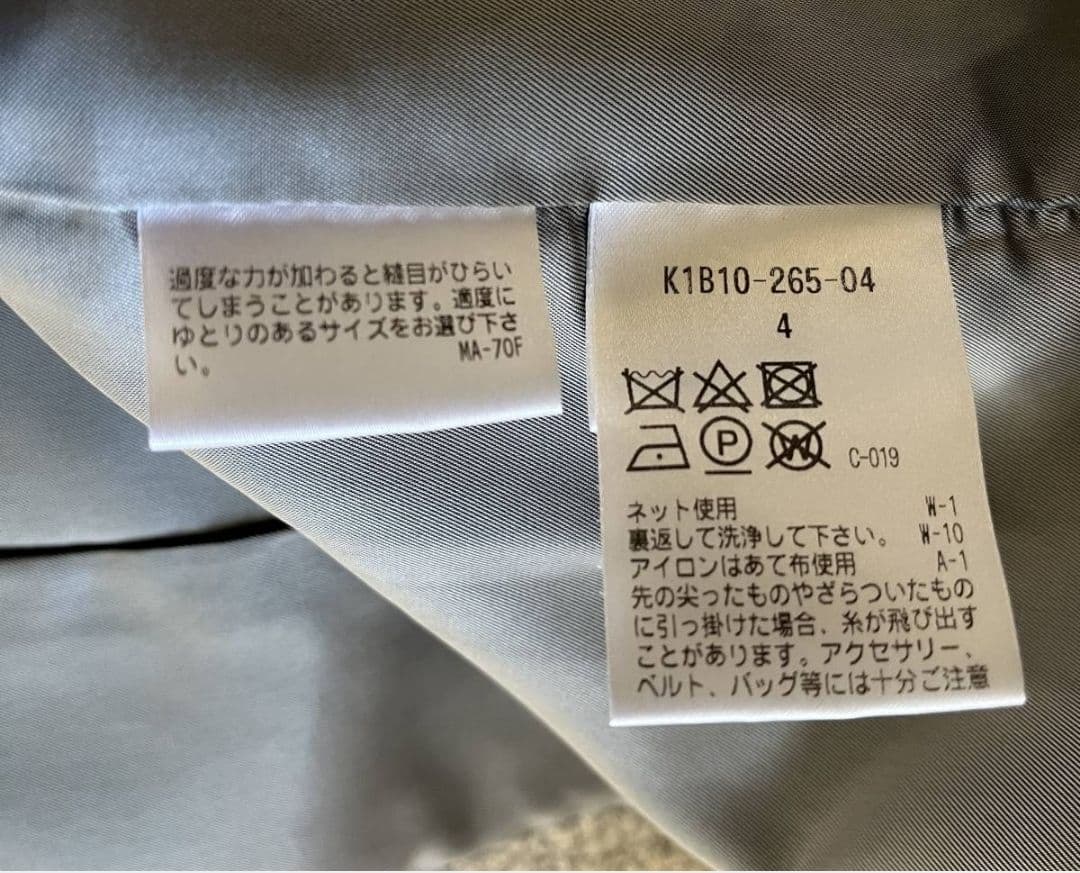 過度な力が加わると縫目がひらい
てしまうことがあります。適度に
ゆとりのあるサイズをお選び下さ
い。
MA-70F
K1B10-265-04
4
P
W
C-019
ネット使用 W-1
裏返して洗浄して下さい。 W-10
アイロンはあて布使用 A-1
先の尖ったものやざらついたもの
に引っ掛けた場合、糸が飛び出す
ことがあります。アクセサリー、
ベルト、バッグ等には十分ご注意